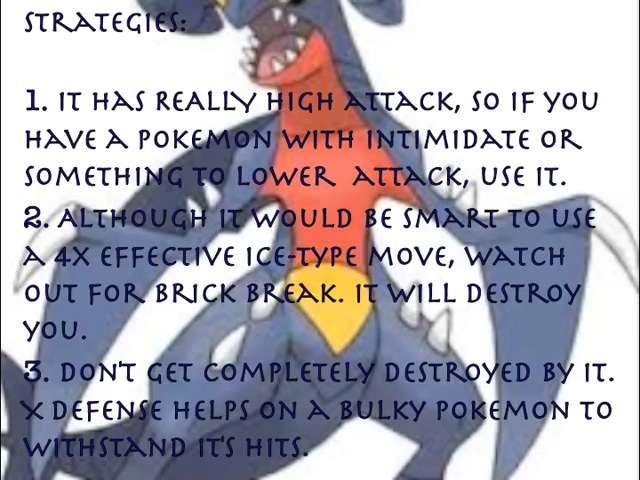 STRATEGIES:
1. IT HAS REALLY HIGH ATTACK, SO IF YOU
HAVE A POKEMON WITH INTIMIDATE OR
SOMETHING TO LOWER ATTACK, USE IT.
2. ALTHOUGH IT WOULD BE SMART TO USE
A 4X EFFECTIVE ICE-TYPE MOVE, WATCH
OUT FOR BRICK BREAK. IT WILL DESTROY
YOU.
3. DON'T GET COMPLETELY DESTROYED BY IT.
X DEFENSE HELPS ON A BULKY POKEMON TO
WITHSTAND IT'S HITS.